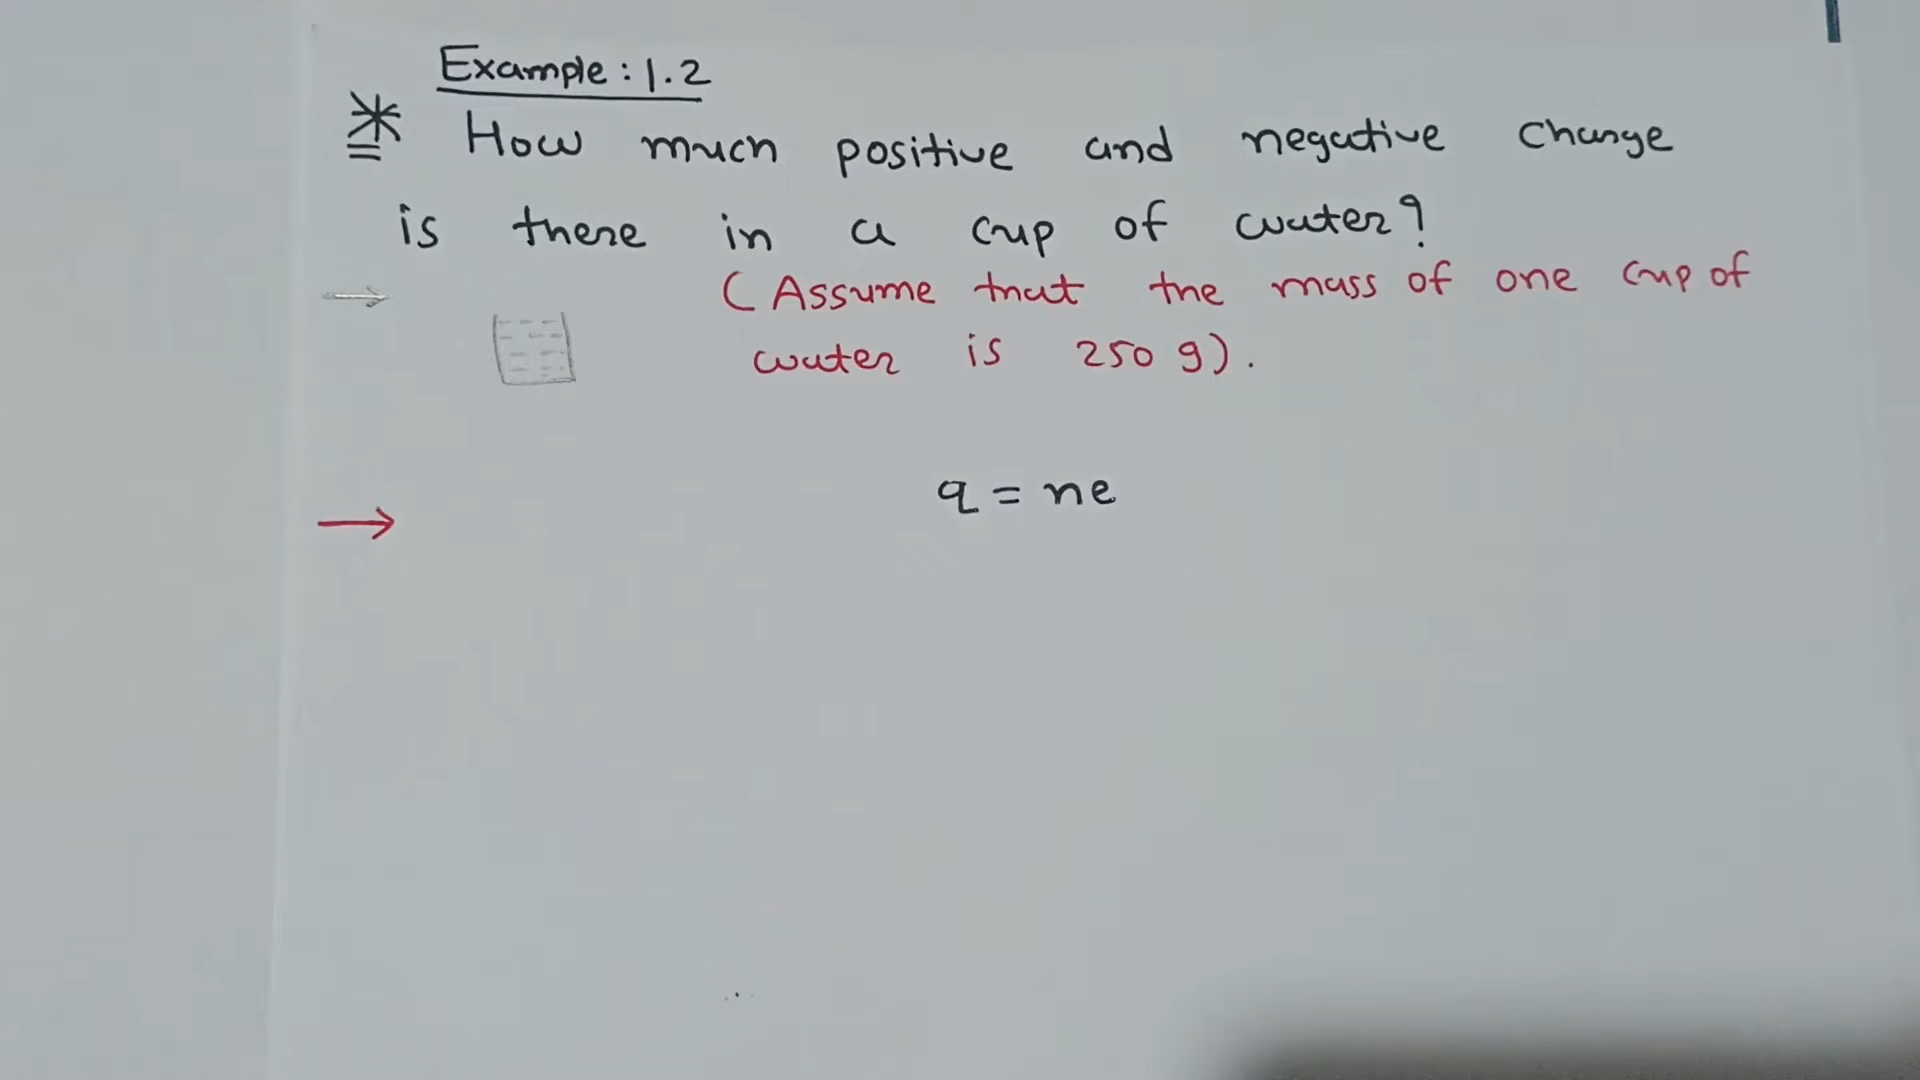 Example: 1.2
* How much positive and negative charge
is there in a cup of water?
→ (Assume that the mass of one cup of
water is 250 g).
→ q = ne